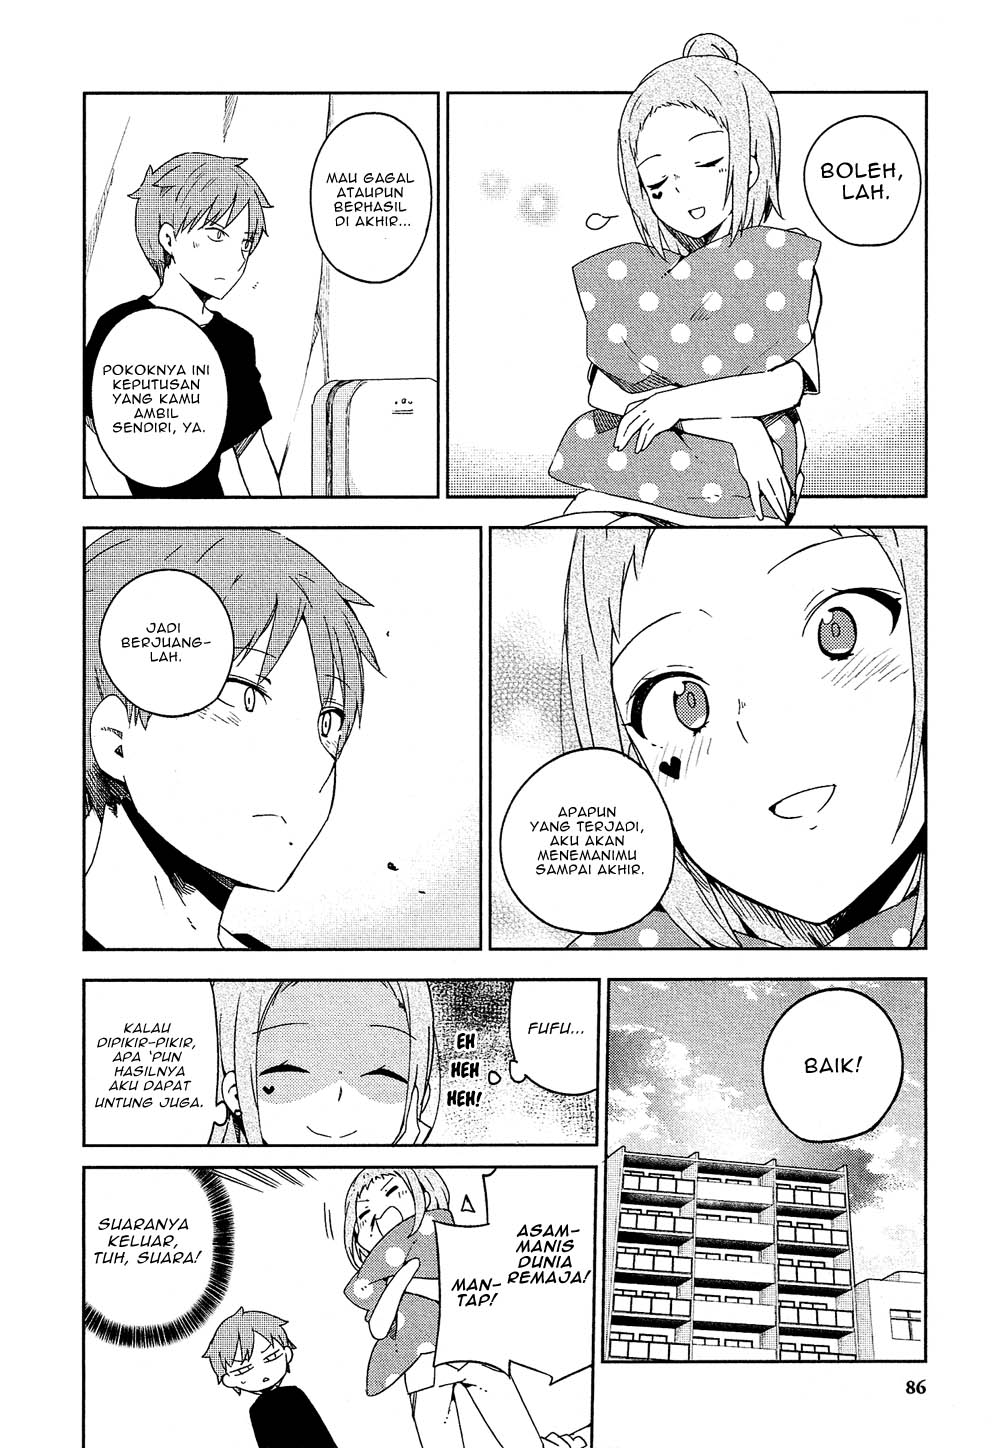 BOLEH,
LAH.
MAU GAGAL
ATAUPUN
BERHASIL
DI AKHIR...
POKOKNYA INI
KEPUTUSAN
YANG KAMU
AMBIL
SENDIRI, YA.
APAPUN
YANG TERJADI,
AKU AKAN
MENEMANIMU
SAMPAI AKHIR.
JADI
BERJUANG-
LAH.
BAIK!
FUFU...
EH
HEH
HEH!
KALAU
DIPIKIR-PIKIR,
APA 'PUN
HASILNYA
AKU DAPAT
UNTUNG JUGA.
ASAM-
MANIS
DUNIA
REMAJA!
MAN-
TAP!
SUARANYA
KELUAR,
TUH, SUARA!
86